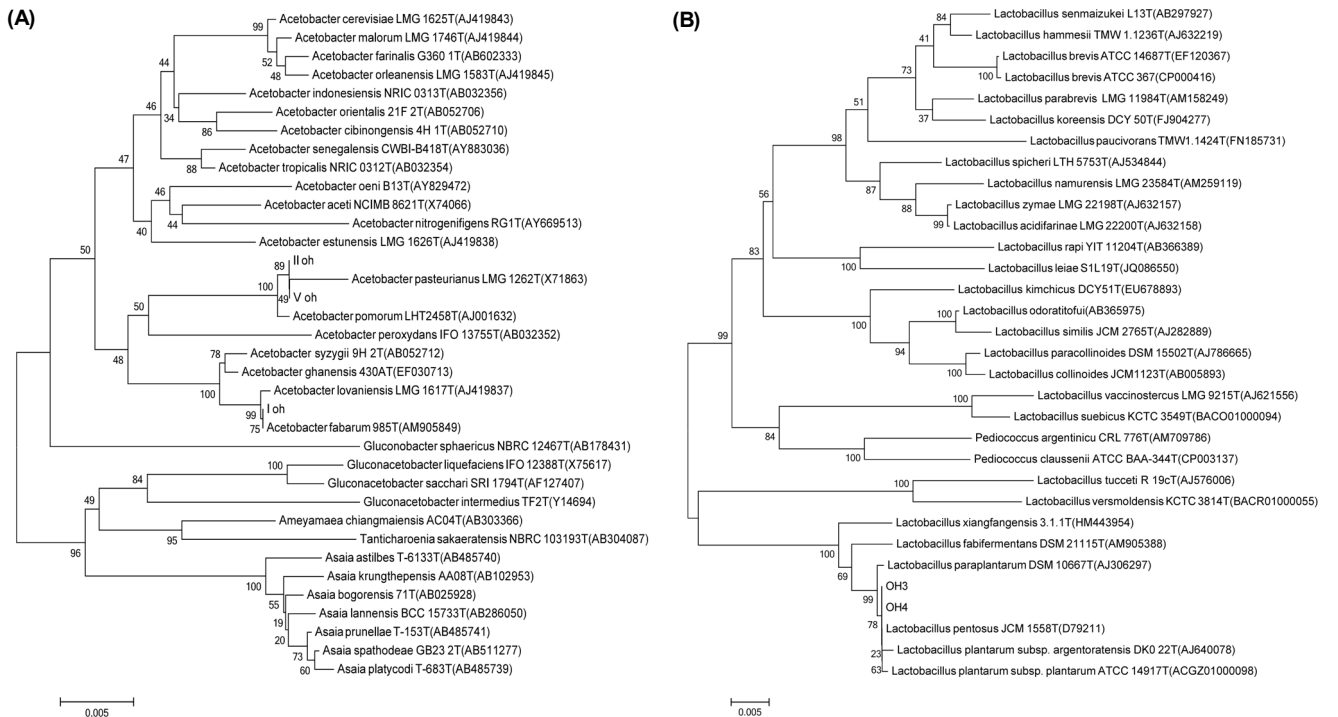 (A)
99
Acetobacter cerevisiae LMG 1625T(AJ419843)
Acetobacter malorum LMG 1746T(AJ419844)
52
Acetobacter farinalis G360 1T(AB602333)
44
48
Acetobacter orleanensis LMG 1583T(AJ419845)
Acetobacter indonesiensis NRIC 0313T(AB032356)
46
34
Acetobacter orientalis 21F 2T(AB052706)
86
Acetobacter cibinongensis 4H 1T(AB052710)
Acetobacter senegalensis CWBI-B418T(AY883036)
47
88
Acetobacter tropicalis NRIC 0312T(AB032354)
46
Acetobacter oeni B13T(AY829472)
Acetobacter aceti NCIMB 8621T(X74066)
44
Acetobacter nitrogenifigens RG1T(AY669513)
40
Acetobacter estunensis LMG 1626T(AJ419838)
50
II oh
89
Acetobacter pasteurianus LMG 1262T(X71863)
100
49
V oh
50
Acetobacter pomorum LHT2458T(AJ001632)
Acetobacter peroxydans IFO 13755T(AB032352)
48
78
Acetobacter syzygii 9H 2T(AB052712)
Acetobacter ghanensis 430AT(EF030713)
100
Acetobacter lovaniensis LMG 1617T(AJ419837)
99
I oh
75
Acetobacter fabarum 985T(AM905849)
Gluconobacter sphaericus NBRC 12467T(AB178431)
100
Gluconacetobacter liquefaciens IFO 12388T(X75617)
84
Gluconacetobacter sacchari SRI 1794T(AF127407)
49
Gluconacetobacter intermedius TF2T(Y14694)
Ameyamaea chiangmaiensis AC04T(AB303366)
95
Tanticharoenia sakaeratensis NBRC 103193T(AB304087)
96
Asaia astilbes T-6133T(AB485740)
100
Asaia krungthepensis AA08T(AB102953)
55
Asaia bogorensis 71T(AB025928)
19
Asaia lannensis BCC 15733T(AB286050)
20
Asaia prunellae T-153T(AB485741)
73
Asaia spathodeae GB23 2T(AB511277)
60
Asaia platycodi T-683T(AB485739)
0.005
(B)
84
Lactobacillus senmaizukei L13T(AB297927)
41
Lactobacillus hammesii TMW 1.1236T(AJ632219)
Lactobacillus brevis ATCC 14687T(EF120367)
73
100
Lactobacillus brevis ATCC 367(CP000416)
Lactobacillus parabrevis LMG 11984T(AM158249)
51
37
Lactobacillus koreensis DCY 50T(FJ904277)
98
Lactobacillus paucivorans TMW1.1424T(FN185731)
Lactobacillus spicheri LTH 5753T(AJ534844)
87
Lactobacillus namurensis LMG 23584T(AM259119)
56
88
Lactobacillus zymae LMG 22198T(AJ632157)
99
Lactobacillus acidifarinae LMG 22200T(AJ632158)
Lactobacillus rapi YIT 11204T(AB366389)
83
100
Lactobacillus leiae S1L19T(JQ086550)
Lactobacillus kimchicus DCY51T(EU678893)
100
Lactobacillus odoratitofui(AB365975)
100
Lactobacillus similis JCM 2765T(AJ282889)
99
94
Lactobacillus paracollinoides DSM 15502T(AJ786665)
100
Lactobacillus collinoides JCM1123T(AB005893)
Lactobacillus vaccinostercus LMG 9215T(AJ621556)
100
Lactobacillus suebicus KCTC 3549T(BACO01000094)
84
Pediococcus argentinicu CRL 776T(AM709786)
100
Pediococcus claussenii ATCC BAA-344T(CP003137)
Lactobacillus tucceti R 19cT(AJ576006)
100
Lactobacillus versmoldensis KCTC 3814T(BACR01000055)
Lactobacillus xiangfangensis 3.1.1T(HM443954)
100
Lactobacillus fabifermentans DSM 21115T(AM905388)
69
Lactobacillus paraplantarum DSM 10667T(AJ306297)
OH3
99
OH4
78
Lactobacillus pentosus JCM 1558T(D79211)
23
Lactobacillus plantarum subsp. argentoratensis DK0 22T(AJ640078)
63
Lactobacillus plantarum subsp. plantarum ATCC 14917T(ACGZ01000098)
0.005